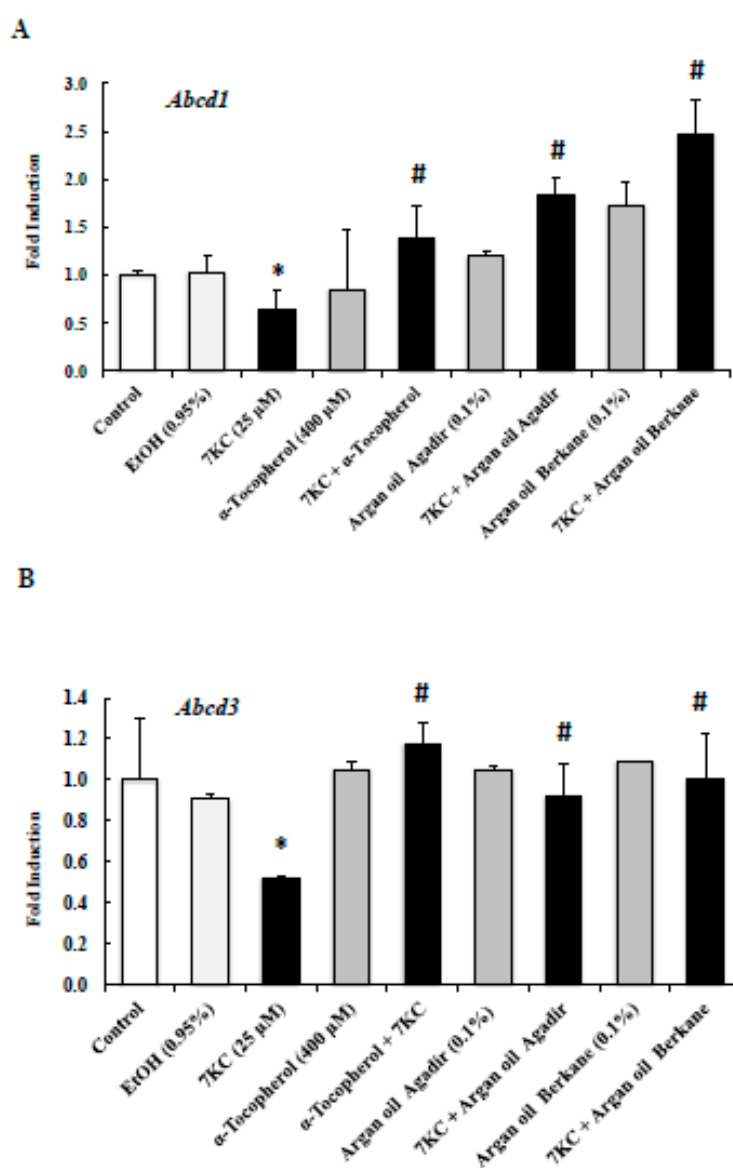 A
Abcd1
Fold Induction
3.0
2.5
2.0
1.5
1.0
0.5
0.0
*
#
#
#
Control
EtOH (0.95%)
7KC (25 µM)
α-Tocopherol (400 µM)
7KC + α-Tocopherol
Argan oil Agadir (0.1%)
7KC + Argan oil Agadir
Argan oil Berkane (0.1%)
7KC + Argan oil Berkane
B
Abcd3
Fold Induction
1.4
1.2
1.0
0.8
0.6
0.4
0.2
0.0
*
#
#
#
Control
EtOH (0.95%)
7KC (25 µM)
α-Tocopherol (400 µM)
α-Tocopherol + 7KC
Argan oil Agadir (0.1%)
7KC + Argan oil Agadir
Argan oil Berkane (0.1%)
7KC + Argan oil Berkane